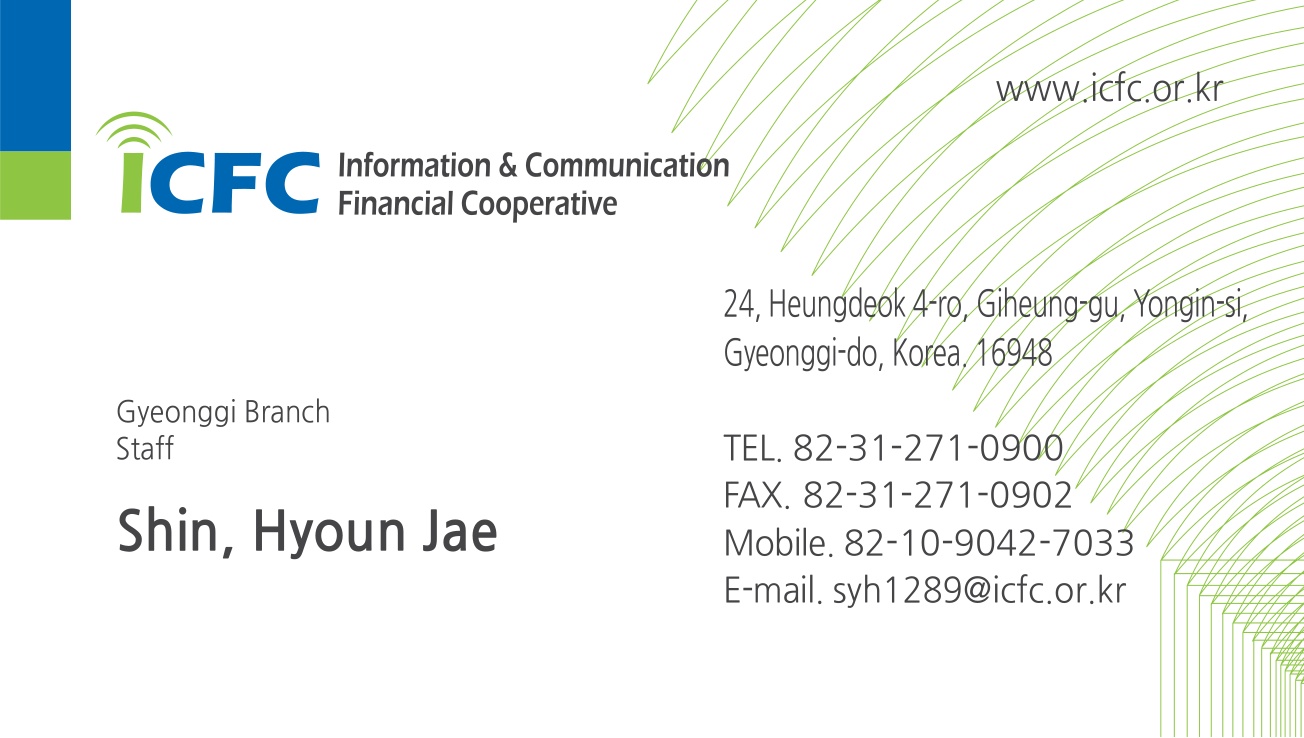 www.icfc.or.kr
iCFC
Information & Communication
Financial Cooperative
24, Heungdeok 4-ro, Giheung-gu, Yongin-si,
Gyeonggi-do, Korea. 16948
Gyeonggi Branch
Staff
Shin, Hyoun Jae
TEL. 82-31-271-0900
FAX. 82-31-271-0902
Mobile. 82-10-9042-7033
E-mail. syh1289@icfc.or.kr